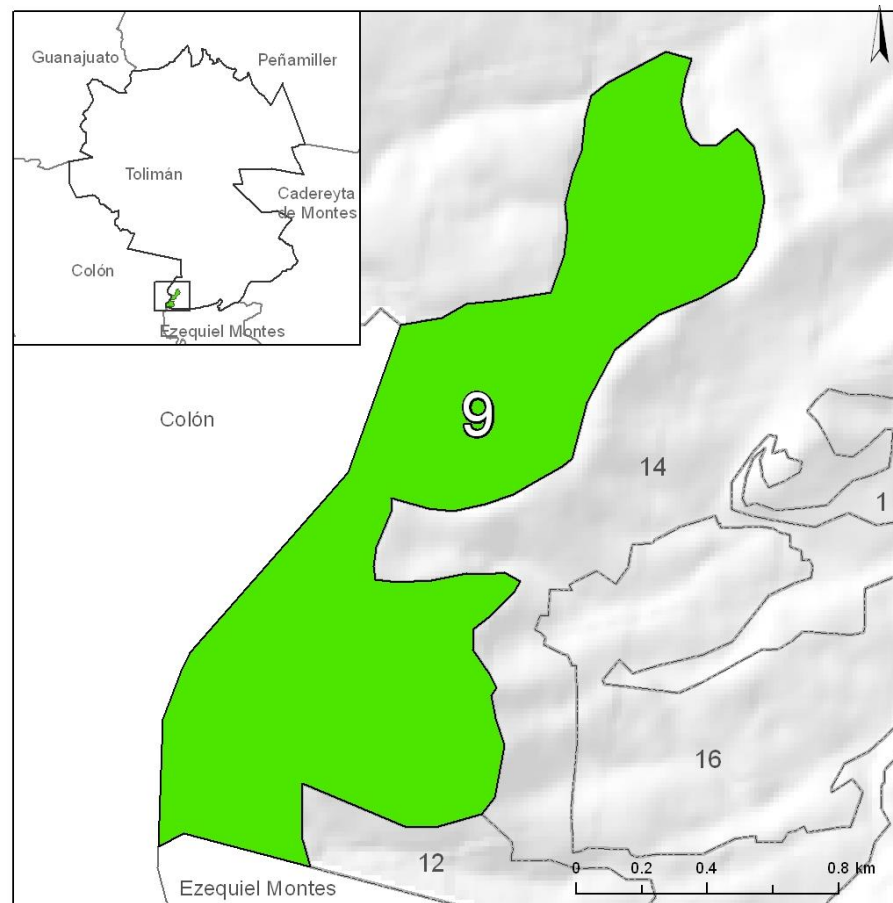 Guanajuato
Peñamiller
Tolimán
Cadereyta
de Montes
Colón
Ezequiel Montes
Colón
9
14
1
16
12
Ezequiel Montes
0 0.2 0.4 0.8 km